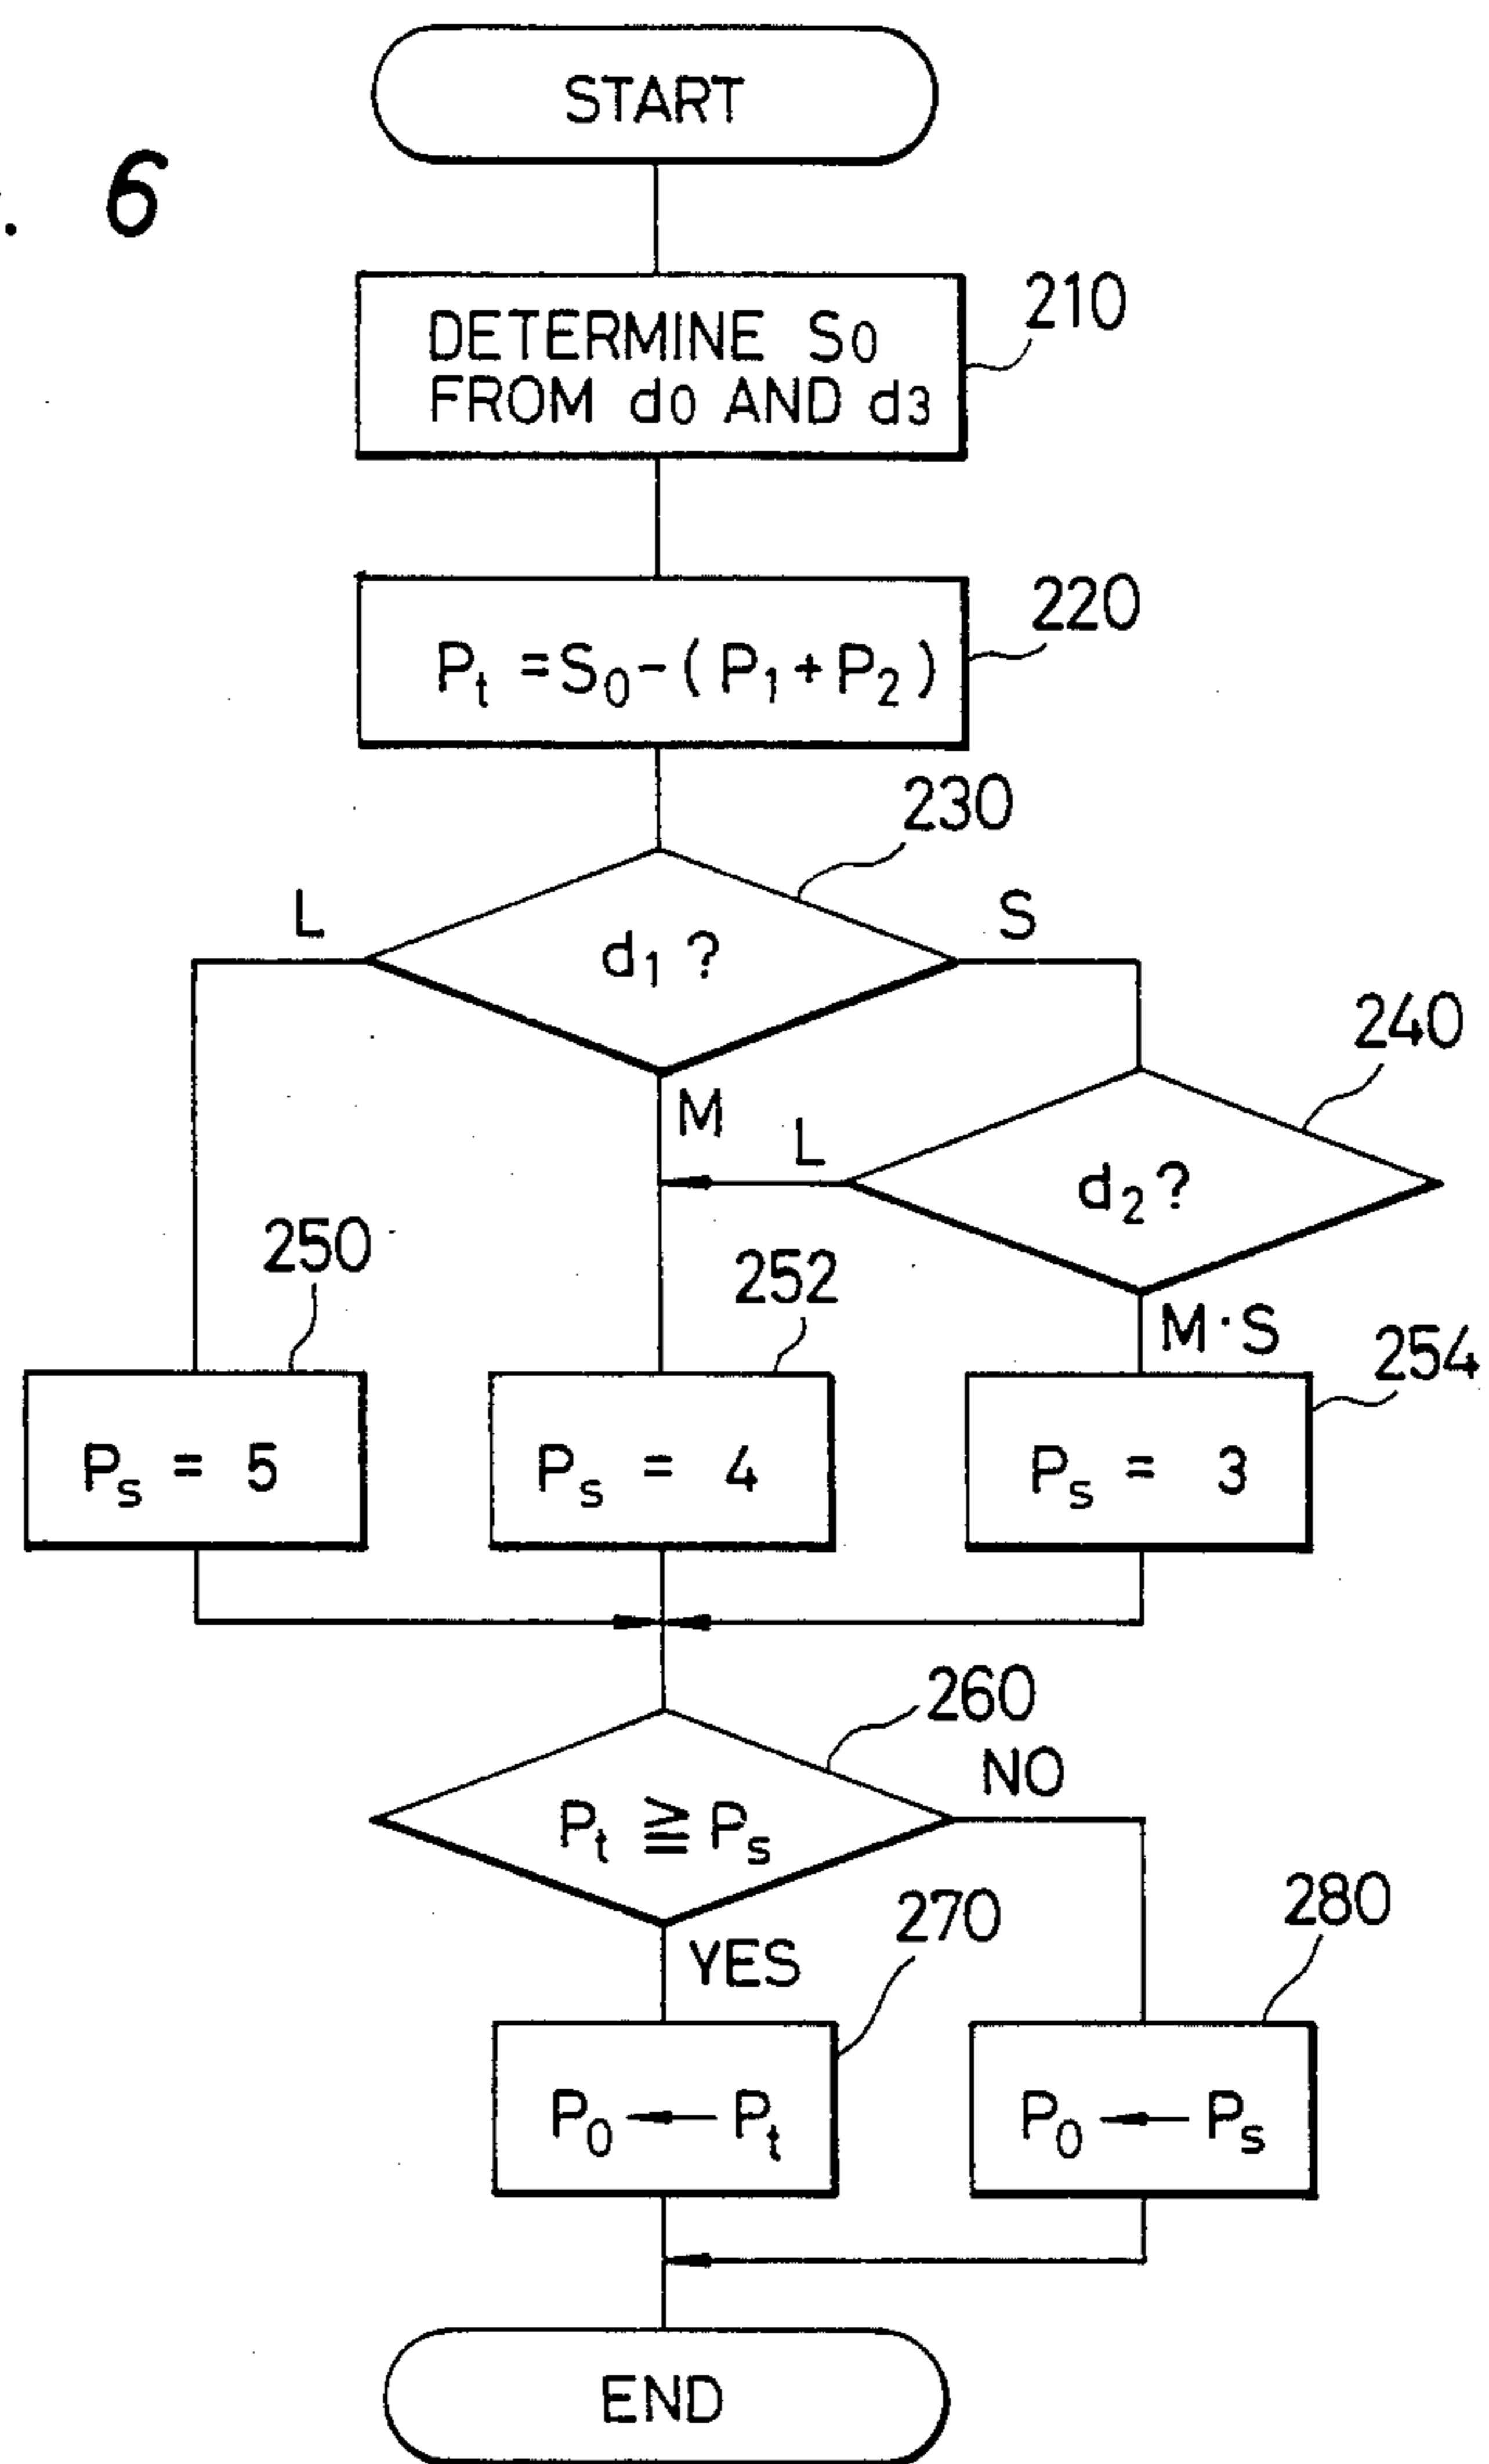 . 6
START
DETERMINE S0
FROM d0 AND d3
210
Pt = S0 - ( P1 + P2 )
220
230
L
d1 ?
S
240
M
L
d2 ?
250
252
M·S
254
Ps = 5
Ps = 4
Ps = 3
260
NO
Pt ≧ Ps
270
280
YES
P0 ← Pt
P0 ← Ps
END